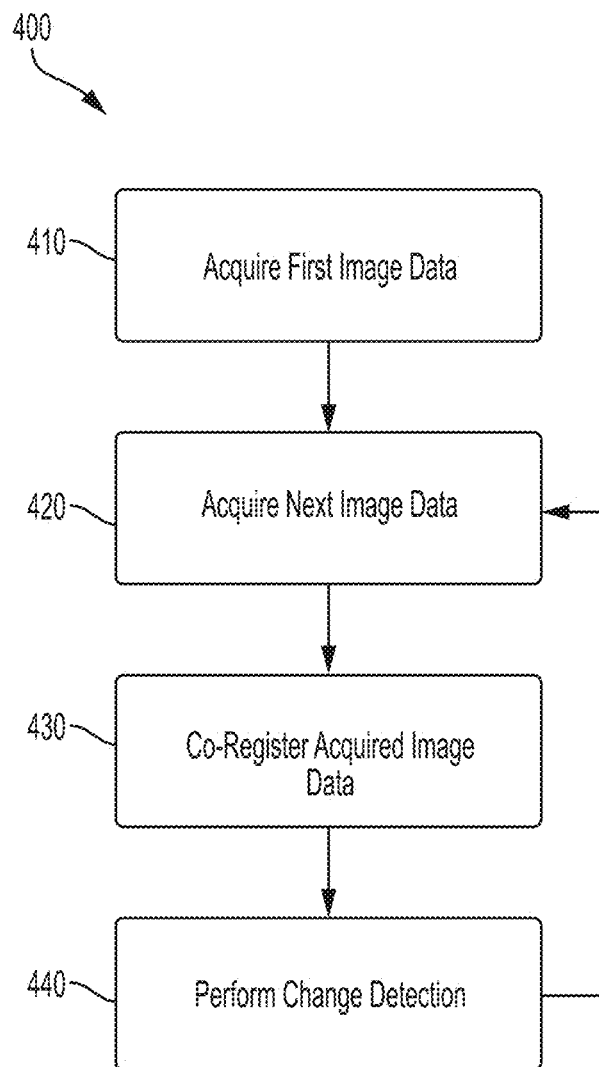 400
410
Acquire First Image Data
420
Acquire Next Image Data
430
Co-Register Acquired Image
Data
440
Perform Change Detection